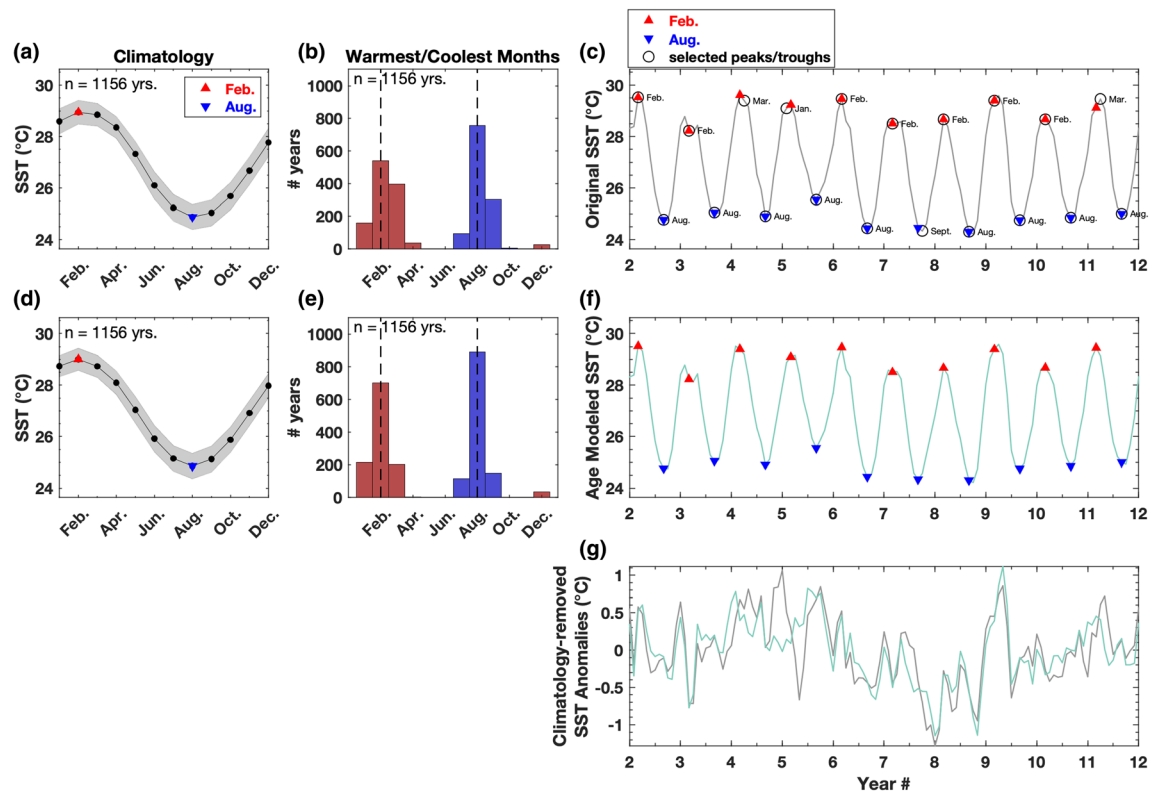 Feb.
Aug.
selected peaks/troughs
(a)
Climatology
(b)
Warmest/Coolest Months
(c)
n = 1156 yrs.
Feb.
Aug.
SST (°C)
30
28
26
24
Feb.
Apr.
Jun.
Aug.
Oct.
Dec.
n = 1156 yrs.
# years
1000
800
600
400
200
0
Feb.
Apr.
Jun.
Aug.
Oct.
Dec.
Original SST (°C)
30
28
26
24
Feb.
Feb.
Mar.
Jan.
Feb.
Feb.
Feb.
Feb.
Feb.
Mar.
Aug.
Aug.
Aug.
Aug.
Aug.
Sept.
Aug.
Aug.
Aug.
Aug.
2 3 4 5 6 7 8 9 10 11 12
(d)
(e)
(f)
n = 1156 yrs.
SST (°C)
30
28
26
24
Feb.
Apr.
Jun.
Aug.
Oct.
Dec.
n = 1156 yrs.
# years
1000
800
600
400
200
0
Feb.
Apr.
Jun.
Aug.
Oct.
Dec.
Age Modeled SST (°C)
30
28
26
24
2 3 4 5 6 7 8 9 10 11 12
(g)
Climatology-removed
SST Anomalies (°C)
1
0.5
0
-0.5
-1
2 3 4 5 6 7 8 9 10 11 12
Year #